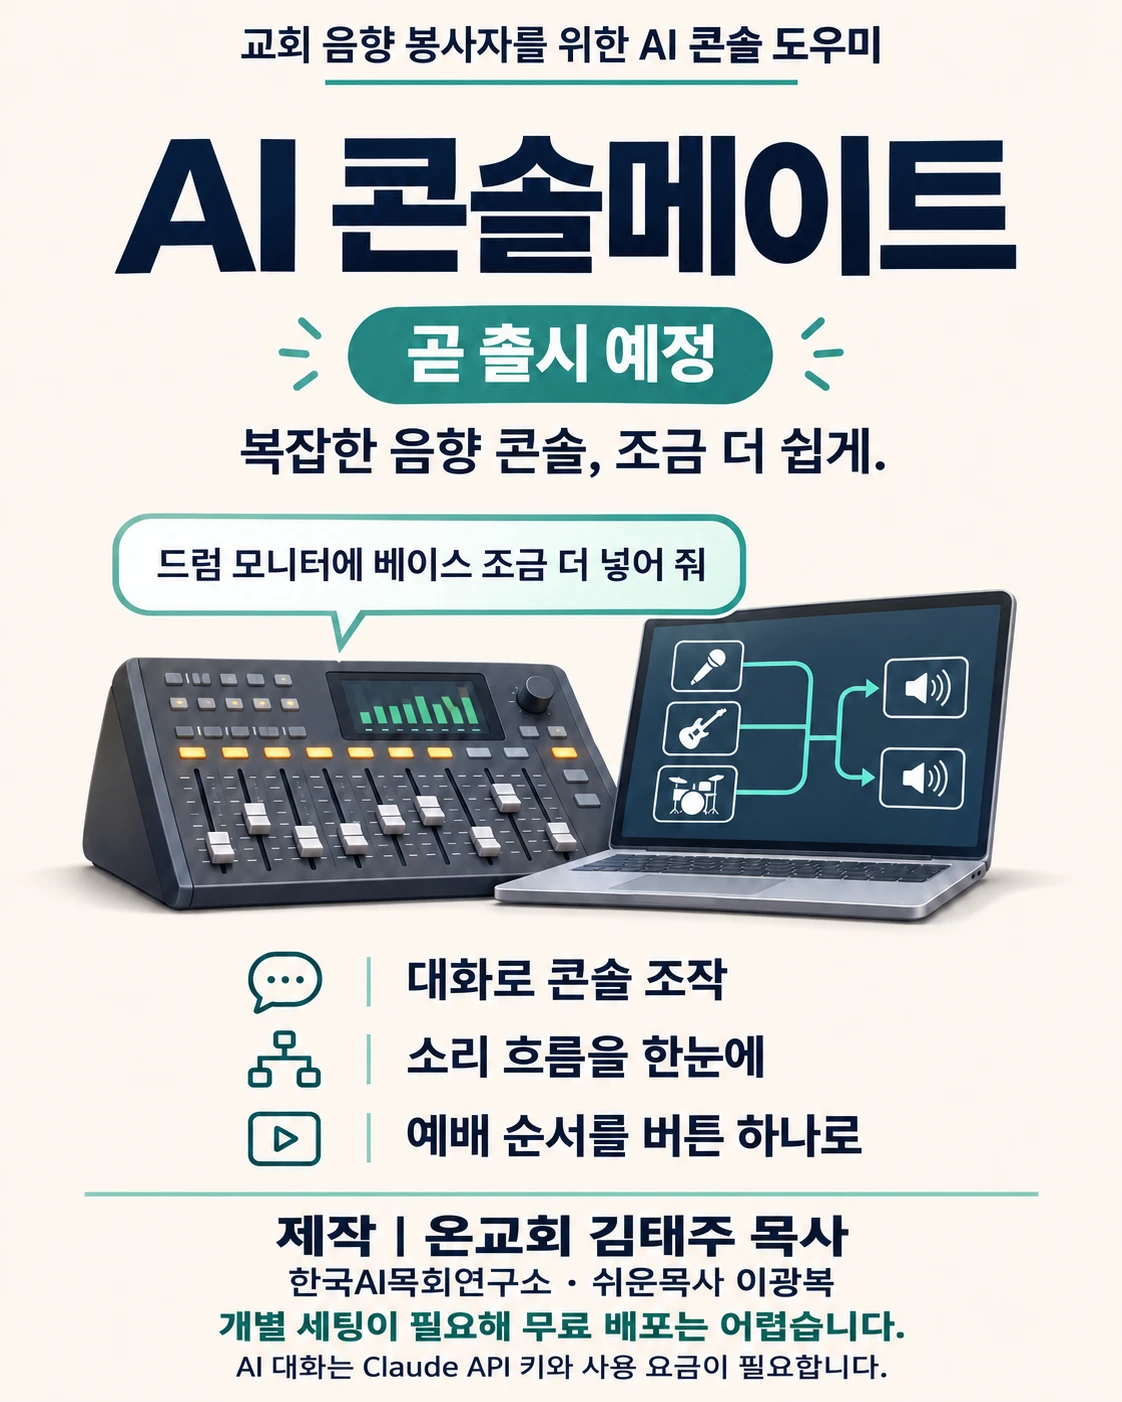 교회 음향 봉사자를 위한 AI 콘솔 도우미
AI 콘솔메이트
곧 출시 예정
복잡한 음향 콘솔, 조금 더 쉽게.
드럼 모니터에 베이스 조금 더 넣어 줘
대화로 콘솔 조작
소리 흐름을 한눈에
예배 순서를 버튼 하나로
제작 | 온교회 김태주 목사
한국AI목회연구소 · 쉬운목사 이광복
개별 세팅이 필요해 무료 배포는 어렵습니다.
AI 대화는 Claude API 키와 사용 요금이 필요합니다.